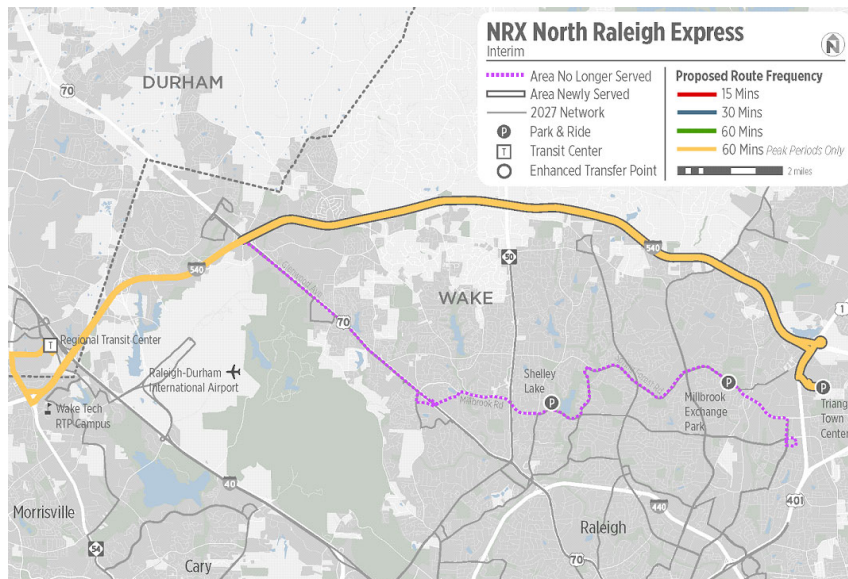 NRX North Raleigh Express
Interim
N
Area No Longer Served
Area Newly Served
2027 Network
P Park & Ride
T Transit Center
Enhanced Transfer Point
Proposed Route Frequency
15 Mins
30 Mins
60 Mins
60 Mins Peak Periods Only
2 miles
DURHAM
70
540
50
540
WAKE
1
70
T
Regional Transit Center
Raleigh-Durham
International Airport
Shelley
Lake
P
Millbrook Rd
P
Millbrook
Exchange
Park
P
Triang
Town
Center
Wake Tech
RTP Campus
40
Morrisville
54
Cary
440
401
Raleigh
70